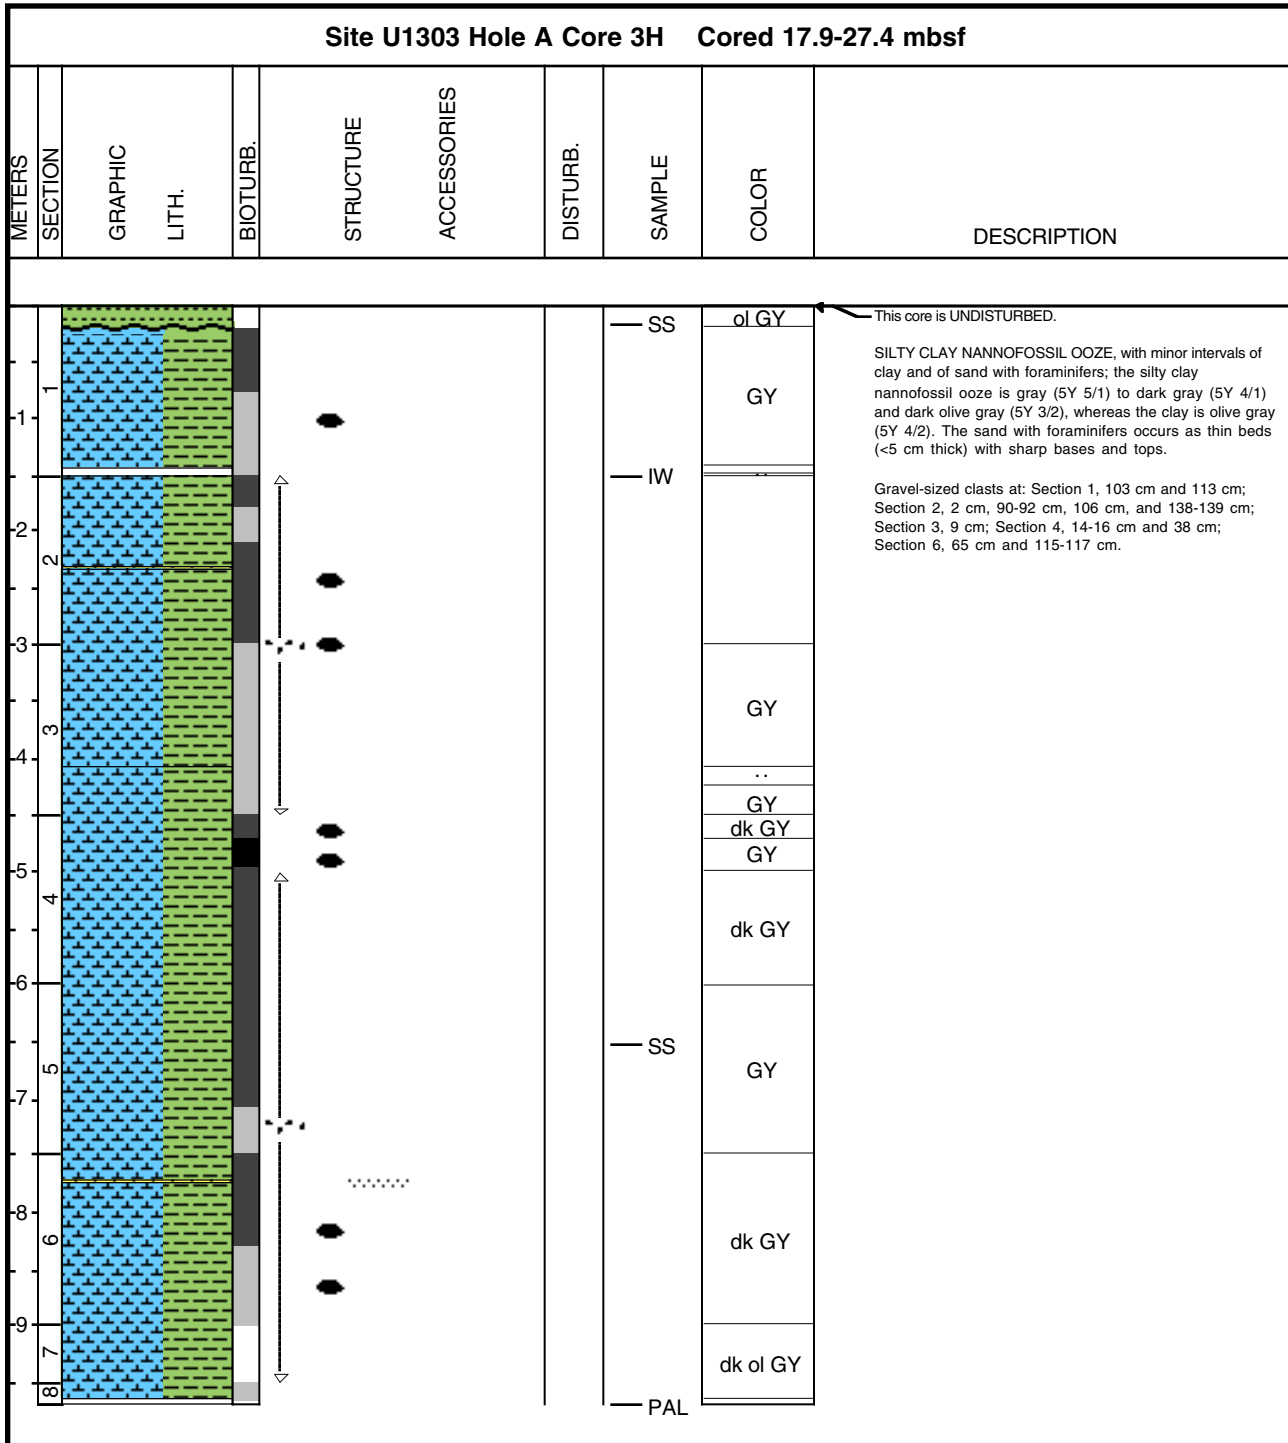 Site U1303 Hole A Core 3H Cored 17.9-27.4 mbsf
METERS
SECTION
GRAPHIC
LITH.
BIOTURB.
STRUCTURE
ACCESSORIES
DISTURB.
SAMPLE
COLOR
DESCRIPTION
This core is UNDISTURBED.
SILTY CLAY NANNOFOSSIL OOZE, with minor intervals of
clay and of sand with foraminifers; the silty clay
nannofossil ooze is gray (5Y 5/1) to dark gray (5Y 4/1)
and dark olive gray (5Y 3/2), whereas the clay is olive gray
(5Y 4/2). The sand with foraminifers occurs as thin beds
(<5 cm thick) with sharp bases and tops.
Gravel-sized clasts at: Section 1, 103 cm and 113 cm;
Section 2, 2 cm, 90-92 cm, 106 cm, and 138-139 cm;
Section 3, 9 cm; Section 4, 14-16 cm and 38 cm;
Section 6, 65 cm and 115-117 cm.
1
2
3
4
5
6
7
8
9
1
2
3
4
5
6
7
8
SS
IW
SS
PAL
ol GY
GY
GY
GY
dk GY
GY
dk GY
GY
dk GY
dk ol GY